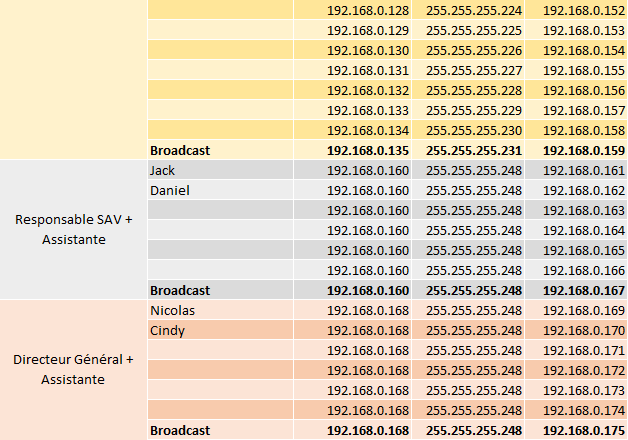 192.168.0.128 255.255.255.224 192.168.0.152
192.168.0.129 255.255.255.225 192.168.0.153
192.168.0.130 255.255.255.226 192.168.0.154
192.168.0.131 255.255.255.227 192.168.0.155
192.168.0.132 255.255.255.228 192.168.0.156
192.168.0.133 255.255.255.229 192.168.0.157
192.168.0.134 255.255.255.230 192.168.0.158
Broadcast 192.168.0.135 255.255.255.231 192.168.0.159
Responsable SAV +
Assistante
Jack 192.168.0.160 255.255.255.248 192.168.0.161
Daniel 192.168.0.160 255.255.255.248 192.168.0.162
192.168.0.160 255.255.255.248 192.168.0.163
192.168.0.160 255.255.255.248 192.168.0.164
192.168.0.160 255.255.255.248 192.168.0.165
192.168.0.160 255.255.255.248 192.168.0.166
Broadcast 192.168.0.160 255.255.255.248 192.168.0.167
Directeur Général +
Assistante
Nicolas 192.168.0.168 255.255.255.248 192.168.0.169
Cindy 192.168.0.168 255.255.255.248 192.168.0.170
192.168.0.168 255.255.255.248 192.168.0.171
192.168.0.168 255.255.255.248 192.168.0.172
192.168.0.168 255.255.255.248 192.168.0.173
192.168.0.168 255.255.255.248 192.168.0.174
Broadcast 192.168.0.168 255.255.255.248 192.168.0.175